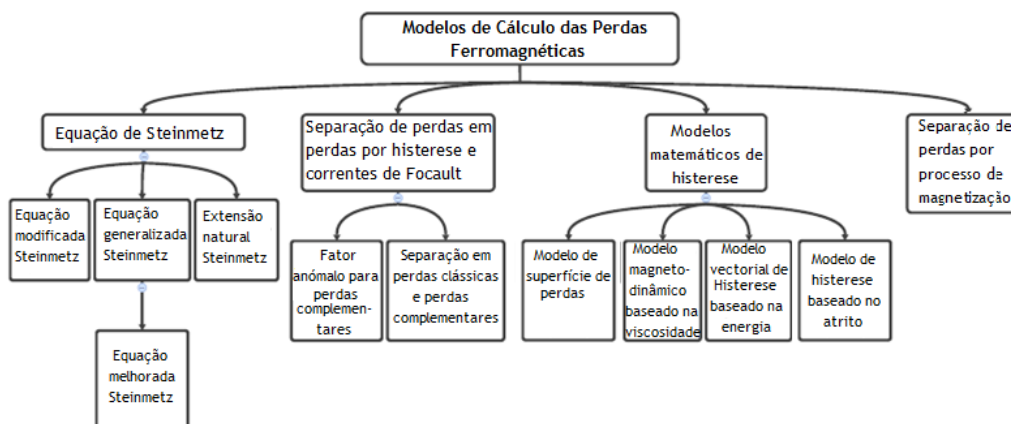 Modelos de Cálculo das Perdas
Ferromagnéticas
Equação de Steinmetz
Separação de perdas em
perdas por histerese e
correntes de Focault
Modelos
matemáticos de
histerese
Separação de
perdas por
processo de
magnetização
Equação
modificada
Steinmetz
Equação
generalizada
Steinmetz
Extensão
natural
Steinmetz
Fator
anómalo para
perdas
complemen-
tares
Separação em
perdas clássicas
e perdas
complementares
Modelo de
superfície de
perdas
Modelo
magneto-
dinâmico
baseado na
viscosidade
Modelo
vectorial de
Histerese
baseado na
energia
Modelo de
histerese
baseado no
atrito
Equação
melhorada
Steinmetz